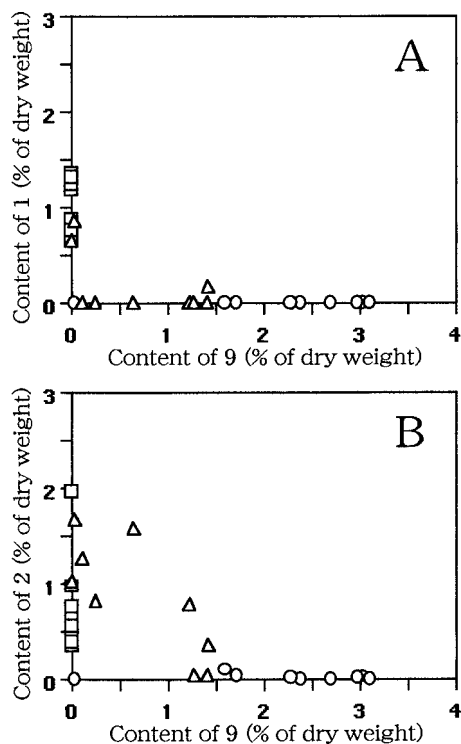 3
A
2
1
0
0 1 2 3 4
Content of 1 (% of dry weight)
Content of 9 (% of dry weight)
3
B
2
1
0
0 1 2 3 4
Content of 2 (% of dry weight)
Content of 9 (% of dry weight)